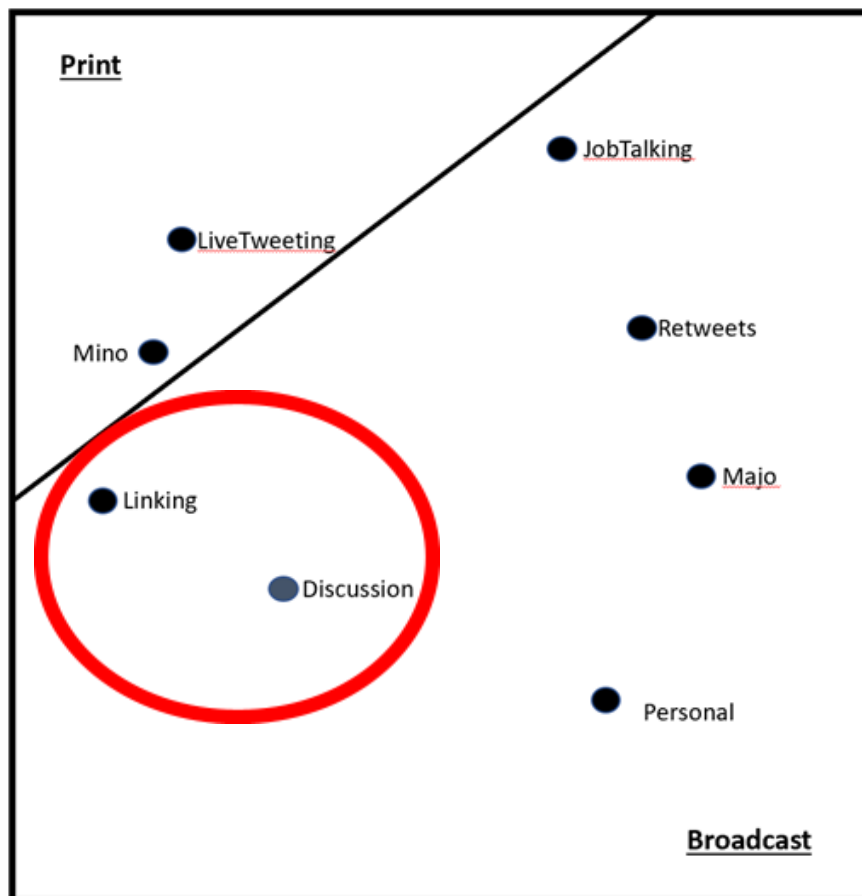 Print
JobTalking
LiveTweeting
Retweets
Mino
Majo
Linking
Discussion
Personal
Broadcast